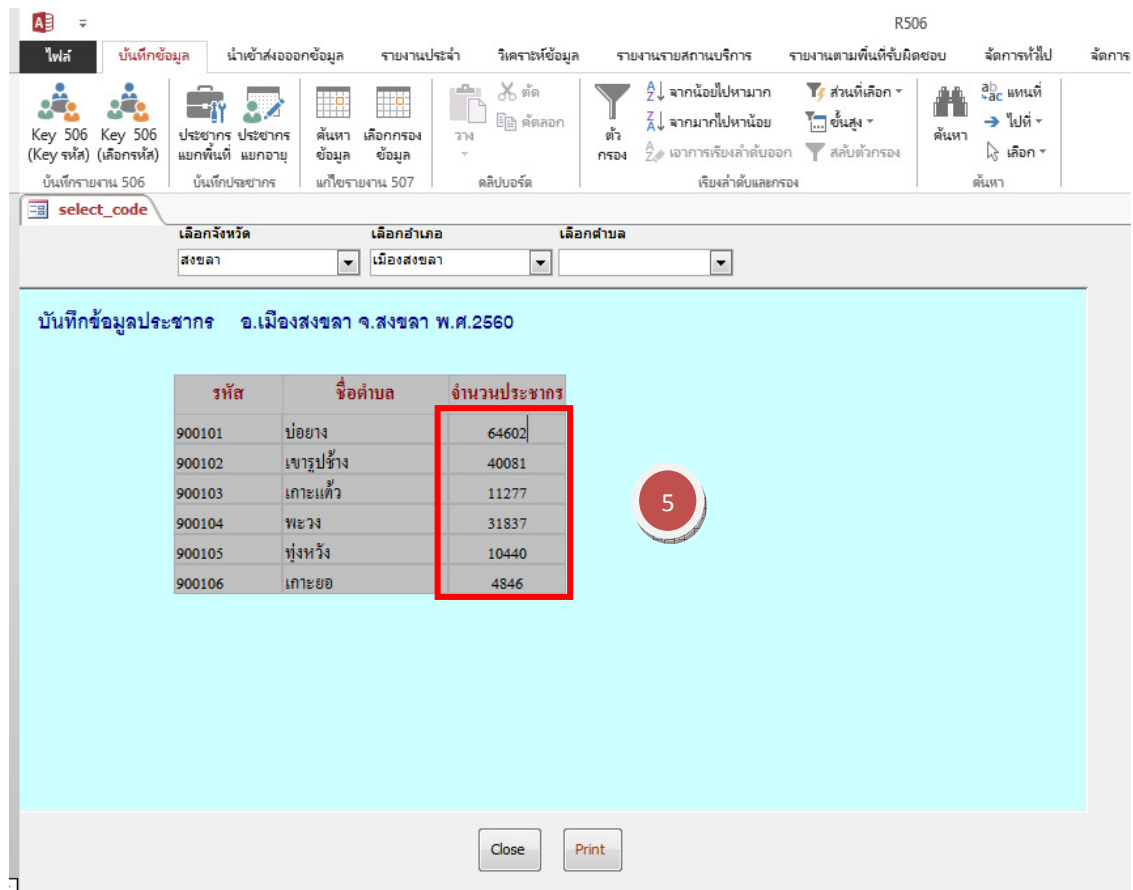 R506
ไฟล์ บันทึกข้อมูล นำเข้าส่งออกข้อมูล รายงานประจำ วิเคราะห์ข้อมูล รายงานรายสถานบริการ รายงานตามพื้นที่รับผิดชอบ จัดการทั่วไป จัดการร
Key 506 (Key รหัส)
Key 506 (เลือกรหัส)
ประชากร แยกพื้นที่
ประชากร แยกอายุ
ค้นหา ข้อมูล
เลือกกรอง ข้อมูล
วาง
ตัด
คัดลอก
ตัว กรอง
จากน้อยไปหามาก
จากมากไปหาน้อย
เอาการเรียงลำดับออก
ส่วนที่เลือก
ขั้นสูง
สลับตัวกรอง
ค้นหา
แทนที่
ไปที่
เลือก
บันทึกรายงาน 506 บันทึกประชากร แก้ไขรายงาน 507 คลิปบอร์ด เรียงลำดับและกรอง ค้นหา
select_code
เลือกจังหวัด เลือกอำเภอ เลือกตำบล
สงขลา เมืองสงขลา
บันทึกข้อมูลประชากร อ.เมืองสงขลา จ.สงขลา พ.ศ.2560
รหัส ชื่อตำบล จำนวนประชากร
900101 บ่อยาง 64602
900102 เขารูปช้าง 40081
900103 เกาะแต้ว 11277
900104 พะวง 31837
900105 ทุ่งหวัง 10440
900106 เกาะยอ 4846
5
Close Print